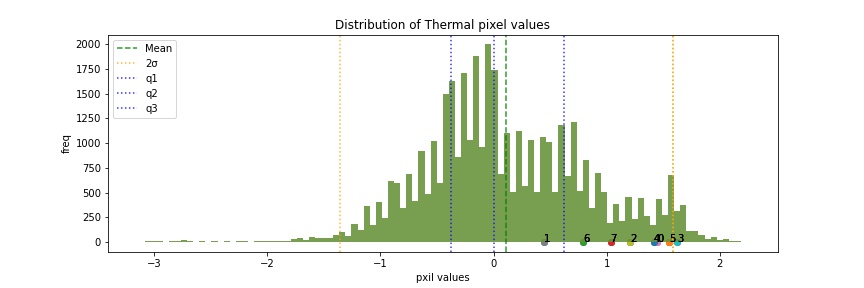 Distribution of Thermal pixel values
Mean
2σ
q1
q2
q3
freq
2000
1750
1500
1250
1000
750
500
250
0
1 6 7 2 4 0 5 3
−3 −2 −1 0 1 2
pxil values